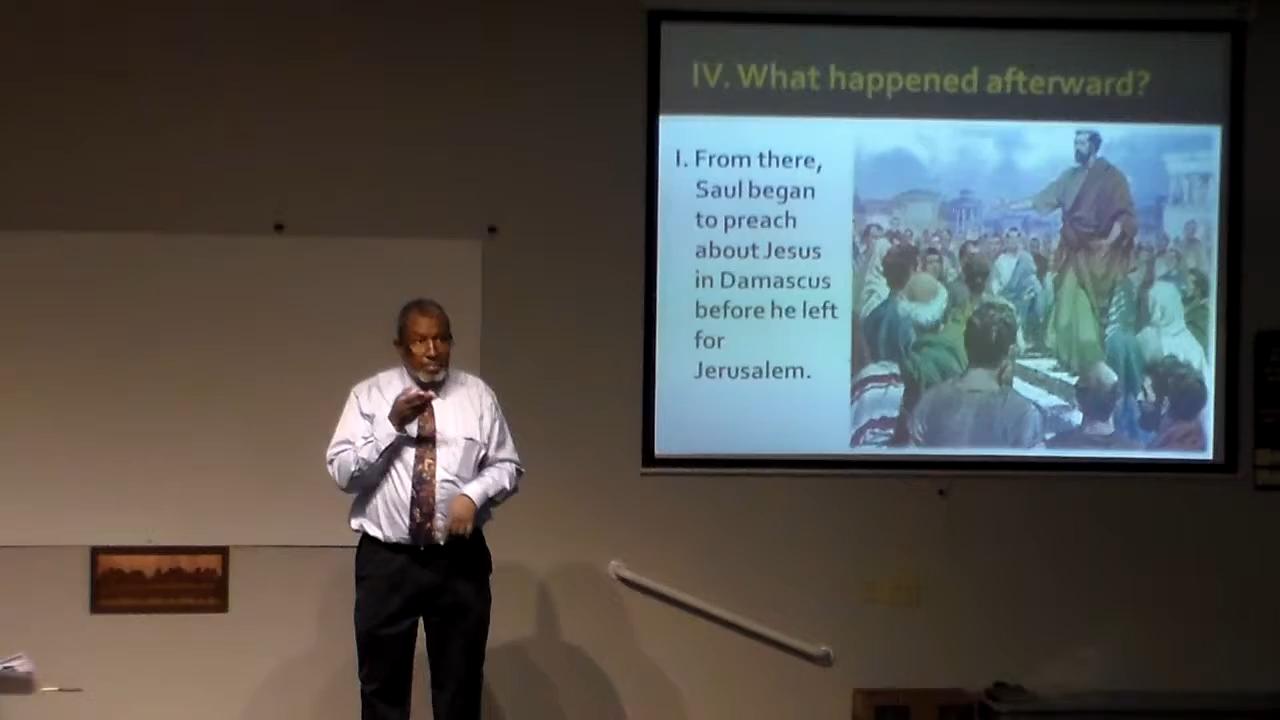 IV. What happened afterward?
I. From there,
Saul began
to preach
about Jesus
in Damascus
before he left
for
Jerusalem.